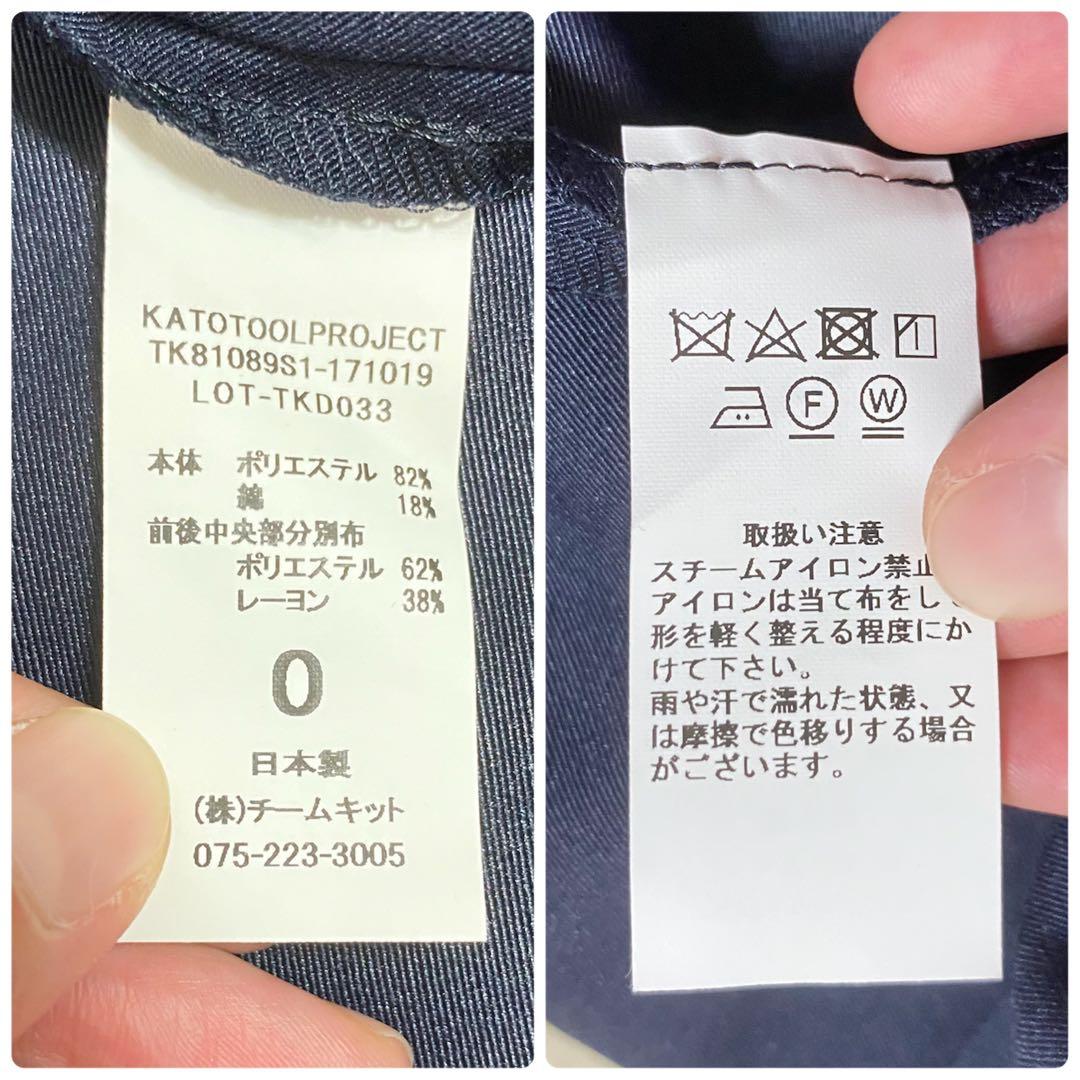 KATOTOOLPROJECT
TK81089S1-171019
LOT-TKD033
本体 ポリエステル 82%
綿 18%
前後中央部分別布
ポリエステル 62%
レーヨン 38%
0
日本製
(株)チームキット
075-223-3005
F W
取扱い注意
スチームアイロン禁止
アイロンは当て布をし
形を軽く整える程度にか
けて下さい。
雨や汗で濡れた状態、又
は摩擦で色移りする場合
がございます。